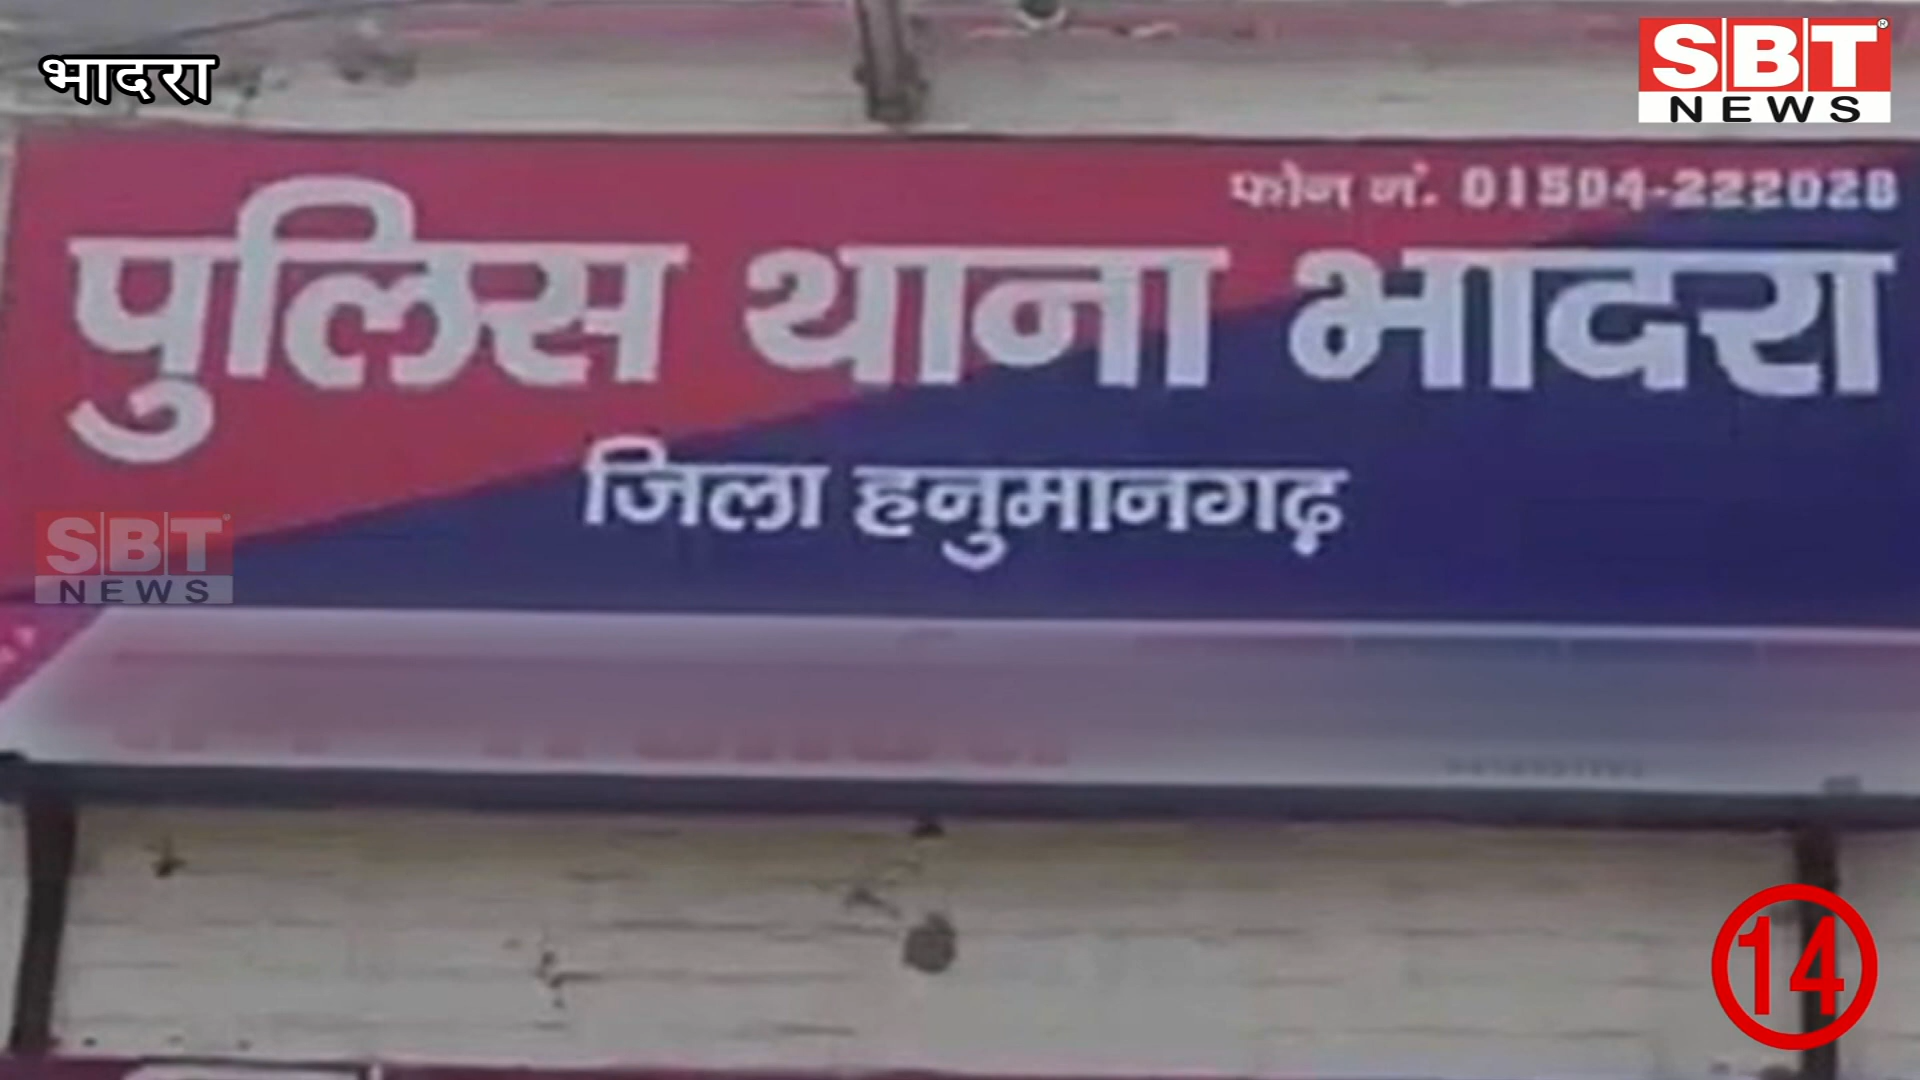 भादरा
SBT
NEWS
फोन नं. 01504-222028
पुलिस थाना भादरा
जिला हनुमानगढ़
SBT
NEWS
14